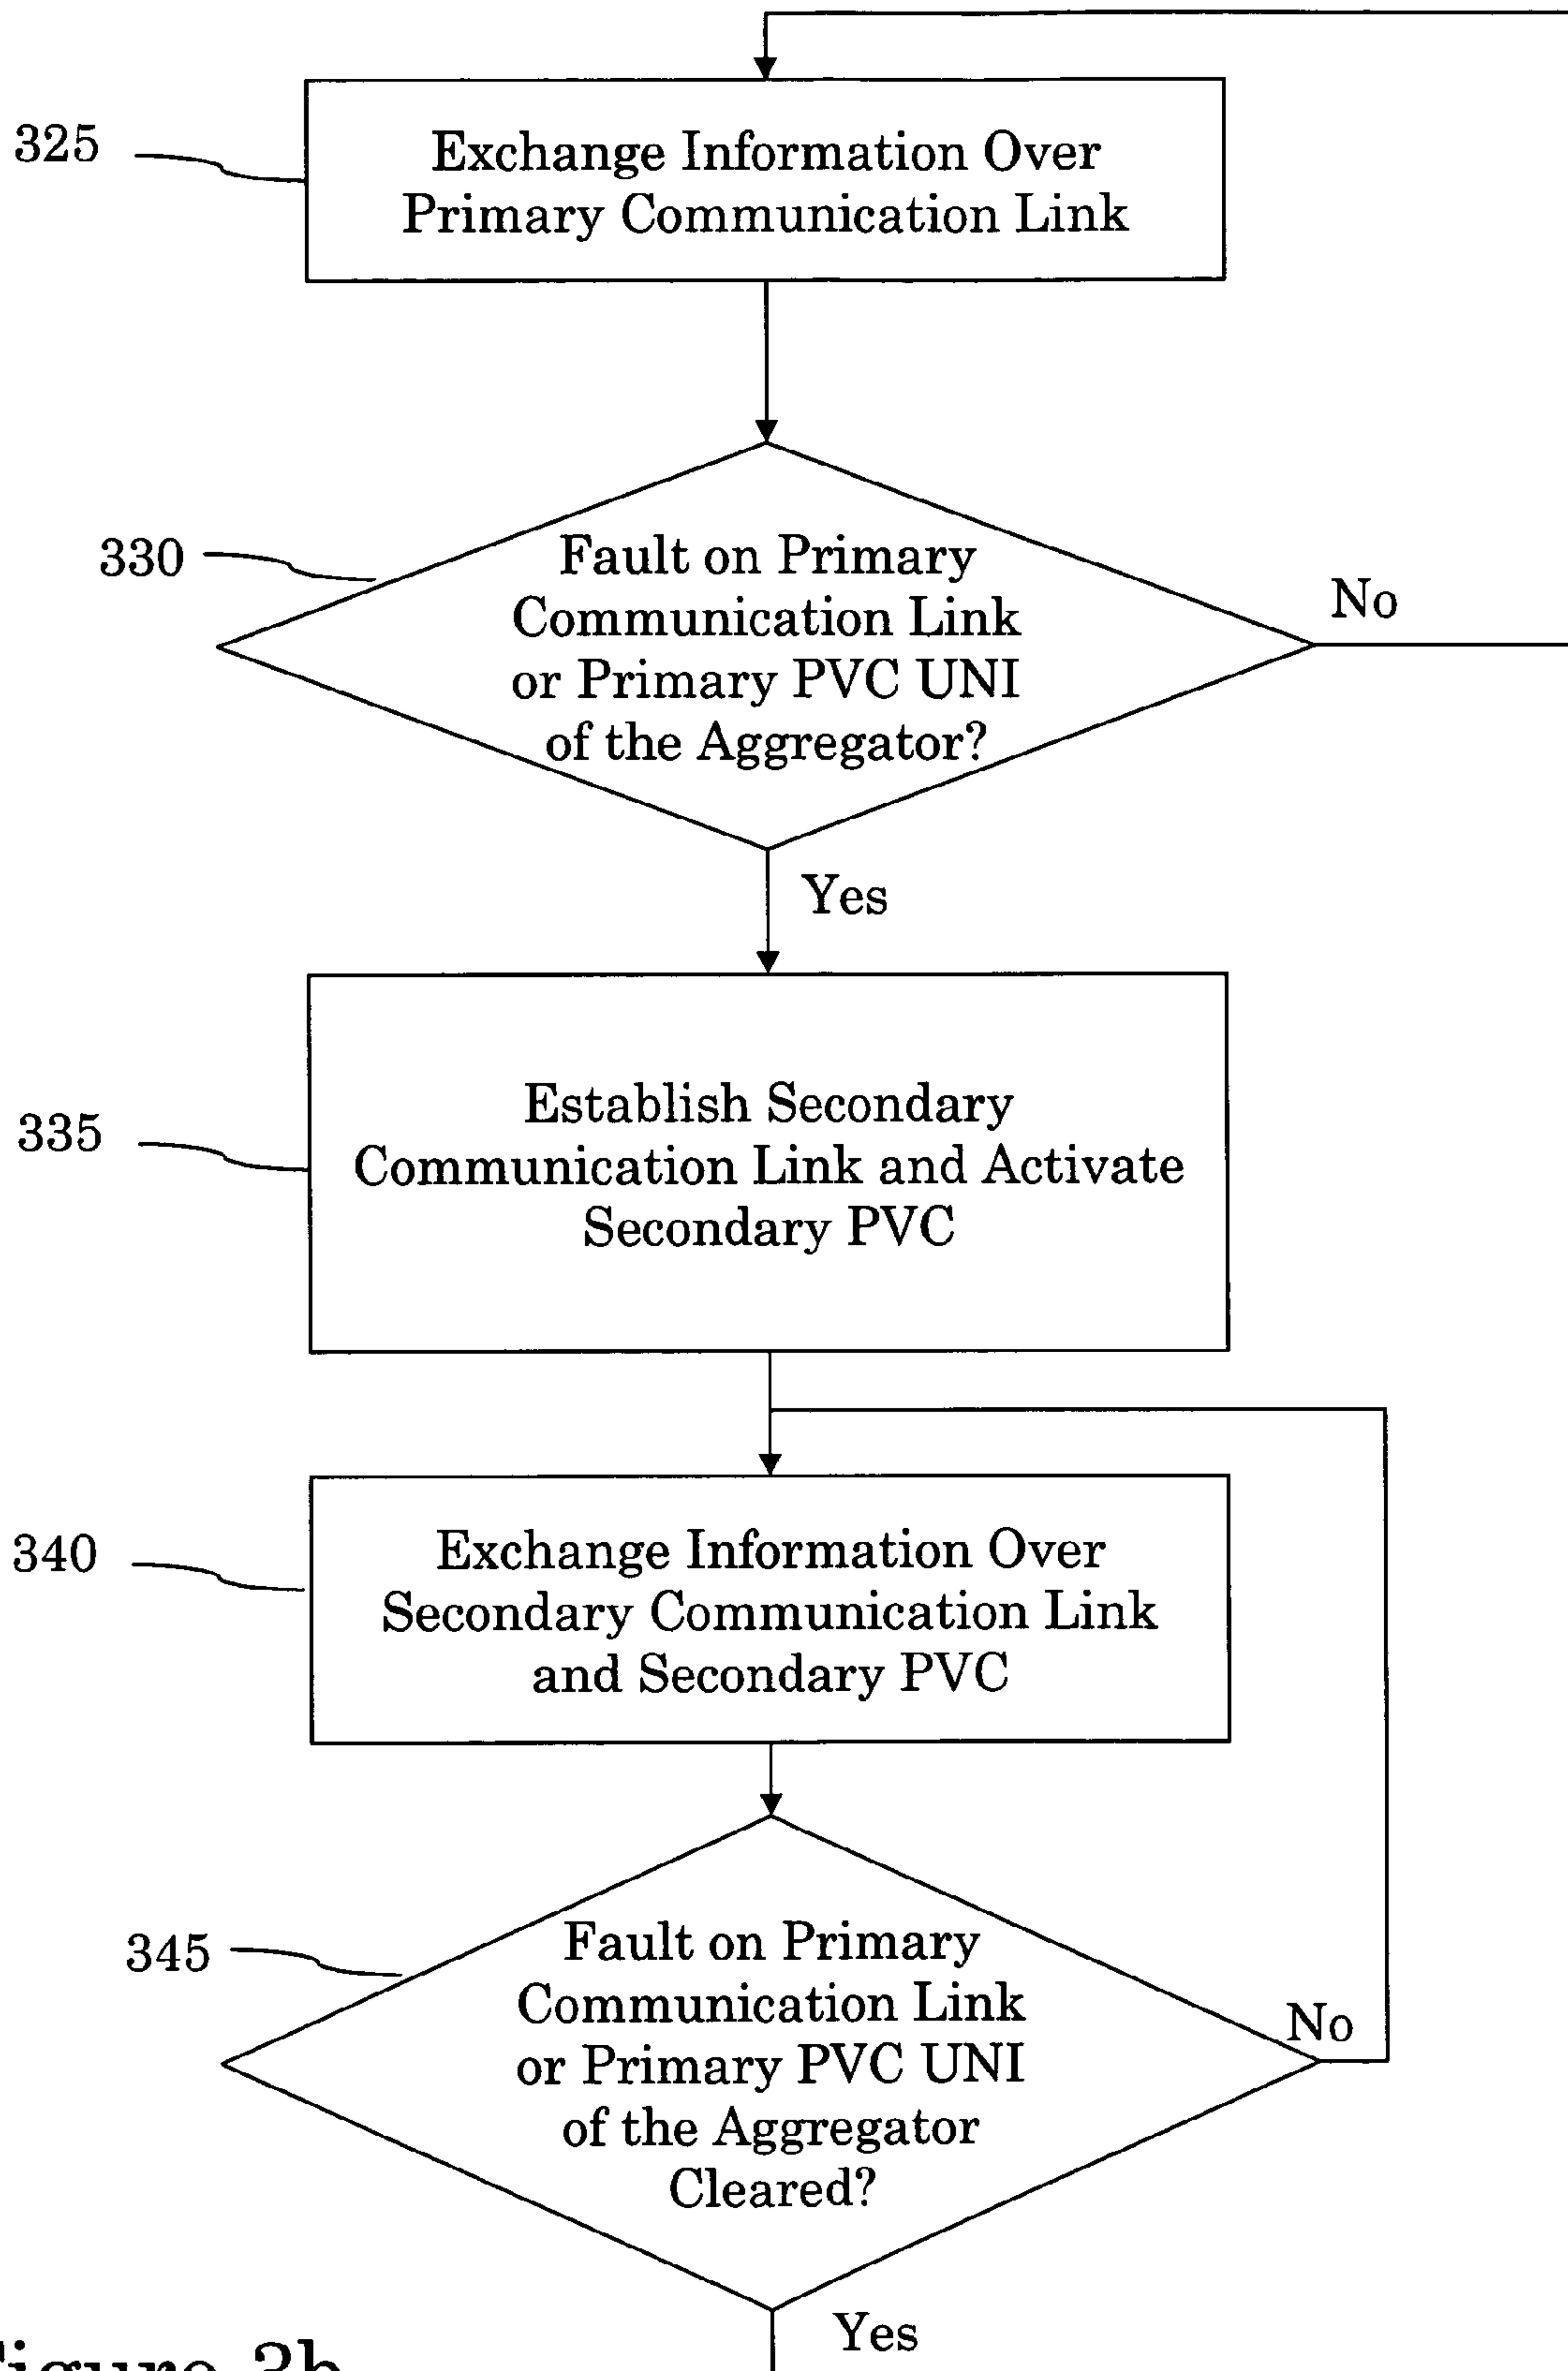 325
Exchange Information Over
Primary Communication Link
330
Fault on Primary
Communication Link
or Primary PVC UNI
of the Aggregator?
No
Yes
335
Establish Secondary
Communication Link and Activate
Secondary PVC
340
Exchange Information Over
Secondary Communication Link
and Secondary PVC
345
Fault on Primary
Communication Link
or Primary PVC UNI
of the Aggregator
Cleared?
No
Yes
Figure 3b